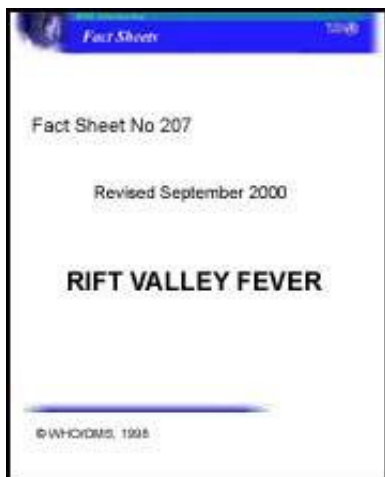 Fact Sheets
Fact Sheet No 207
Revised September 2000
RIFT VALLEY FEVER
© WHO/OMS, 1998